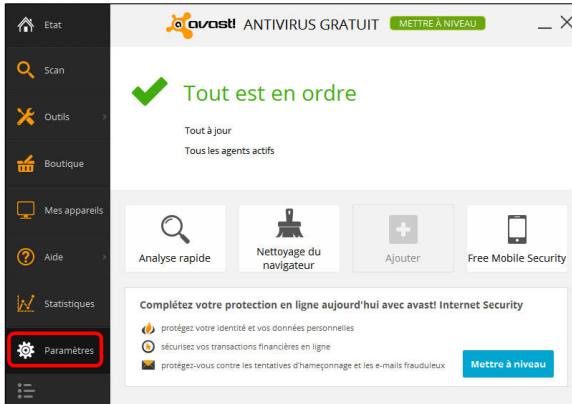 Etat
Scan
Outils
Boutique
Mes appareils
Aide
Statistiques
Paramètres
avast! ANTIVIRUS GRATUIT METTRE À NIVEAU
Tout est en ordre
Tout à jour
Tous les agents actifs
Analyse rapide
Nettoyage du
navigateur
Ajouter
Free Mobile Security
Complétez votre protection en ligne aujourd'hui avec avast! Internet Security
protégez votre identité et vos données personnelles
sécurisez vos transactions financières en ligne
protégez-vous contre les tentatives d'hameçonnage et les e-mails frauduleux
Mettre à niveau